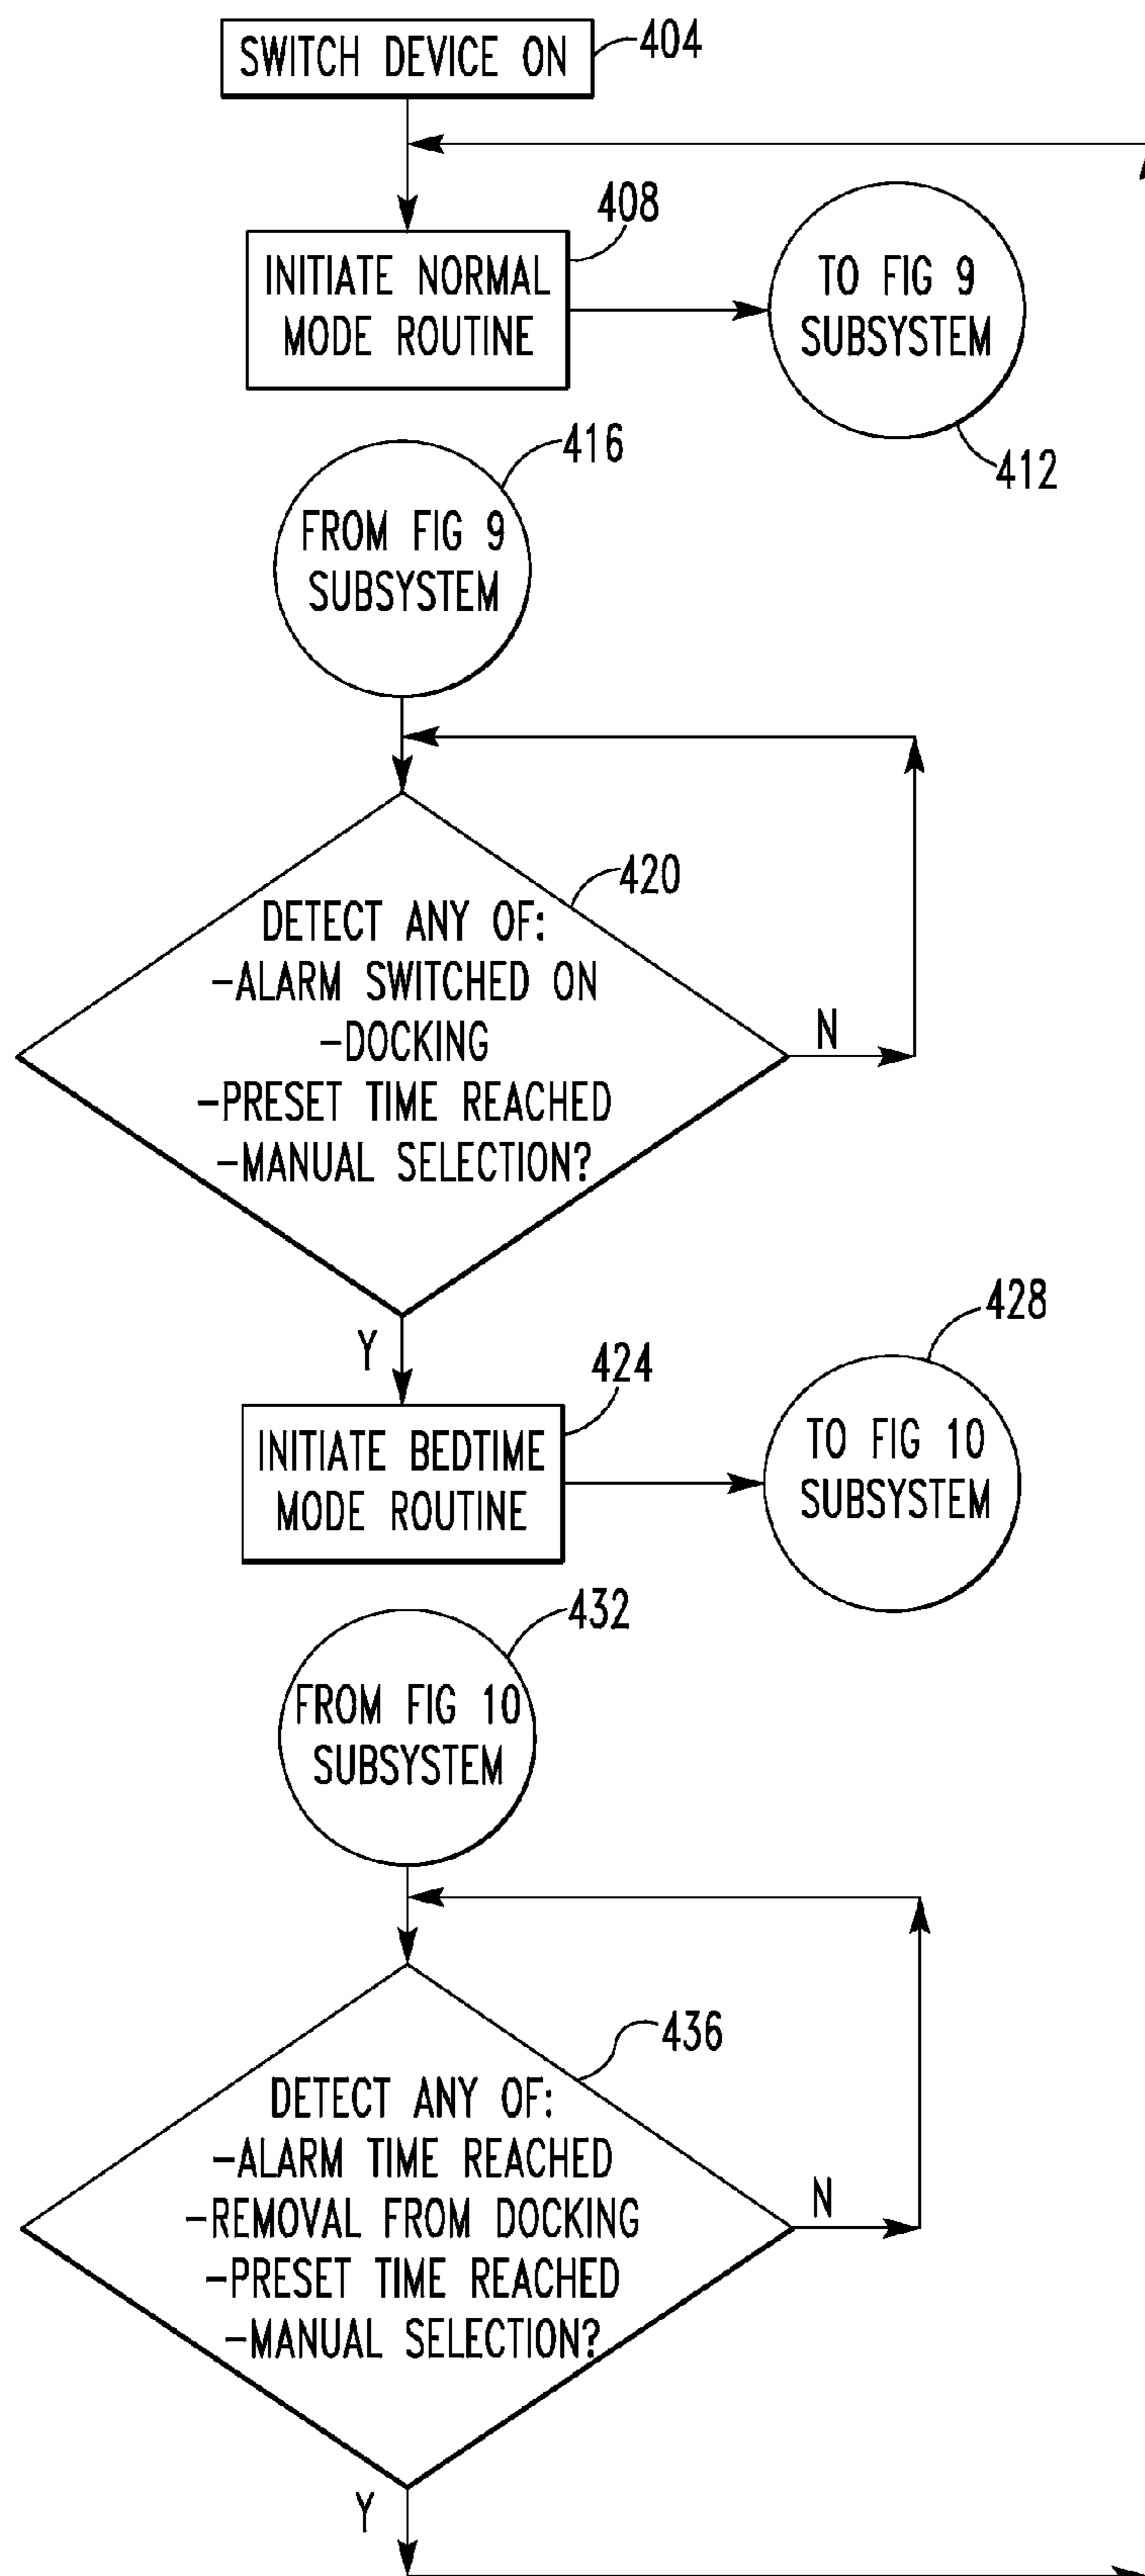 SWITCH DEVICE ON
404
408
INITIATE NORMAL
MODE ROUTINE
TO FIG 9
SUBSYSTEM
412
416
FROM FIG 9
SUBSYSTEM
420
DETECT ANY OF:
-ALARM SWITCHED ON
-DOCKING
-PRESET TIME REACHED
-MANUAL SELECTION?
N
Y
424
INITIATE BEDTIME
MODE ROUTINE
428
TO FIG 10
SUBSYSTEM
432
FROM FIG 10
SUBSYSTEM
436
DETECT ANY OF:
-ALARM TIME REACHED
-REMOVAL FROM DOCKING
-PRESET TIME REACHED
-MANUAL SELECTION?
N
Y